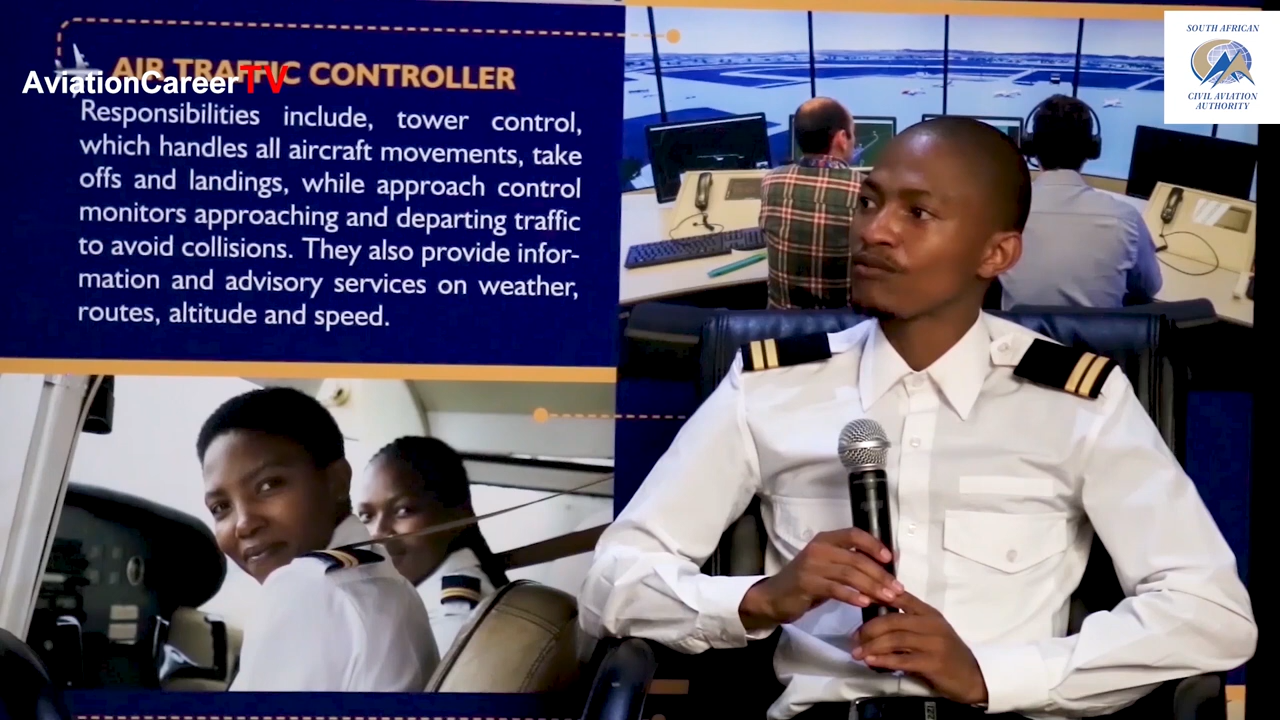 AIR TRAFFIC CONTROLLER
AviationCareerTV
Responsibilities include, tower control,
which handles all aircraft movements, take
offs and landings, while approach control
monitors approaching and departing traffic
to avoid collisions. They also provide infor-
mation and advisory services on weather,
routes, altitude and speed.
SOUTH AFRICAN
CIVIL AVIATION
AUTHORITY